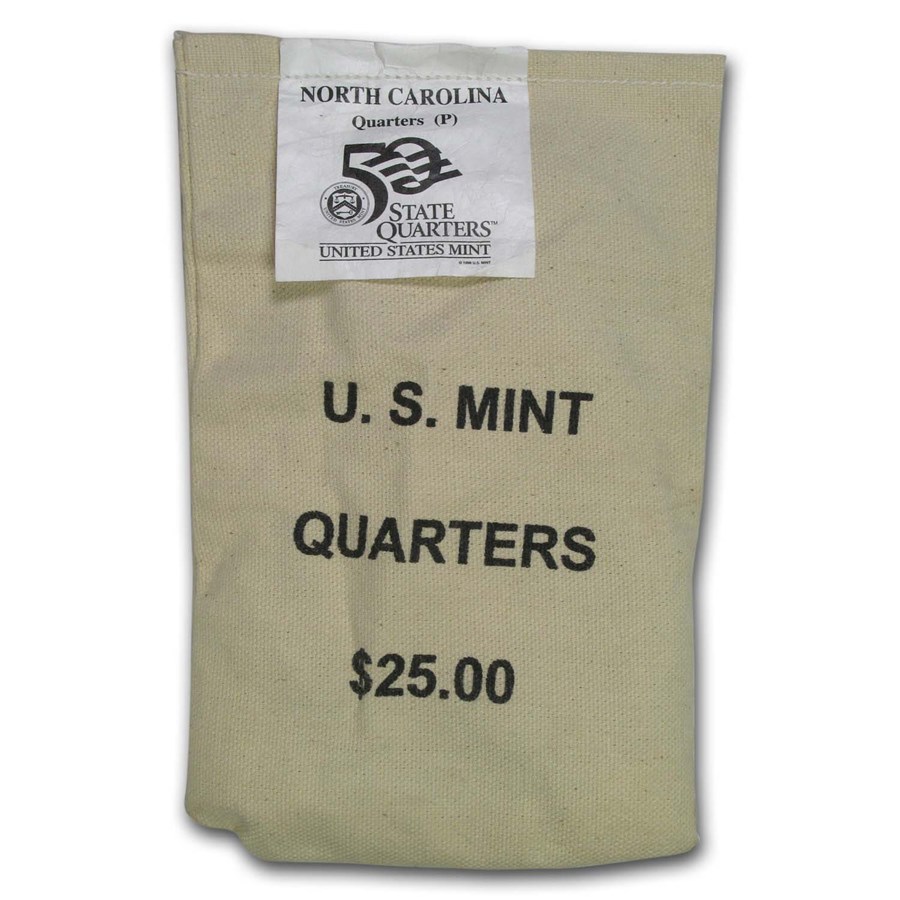 NORTH CAROLINA
Quarters (P)
50
STATE
QUARTERS™
UNITED STATES MINT
U. S. MINT
QUARTERS
$25.00